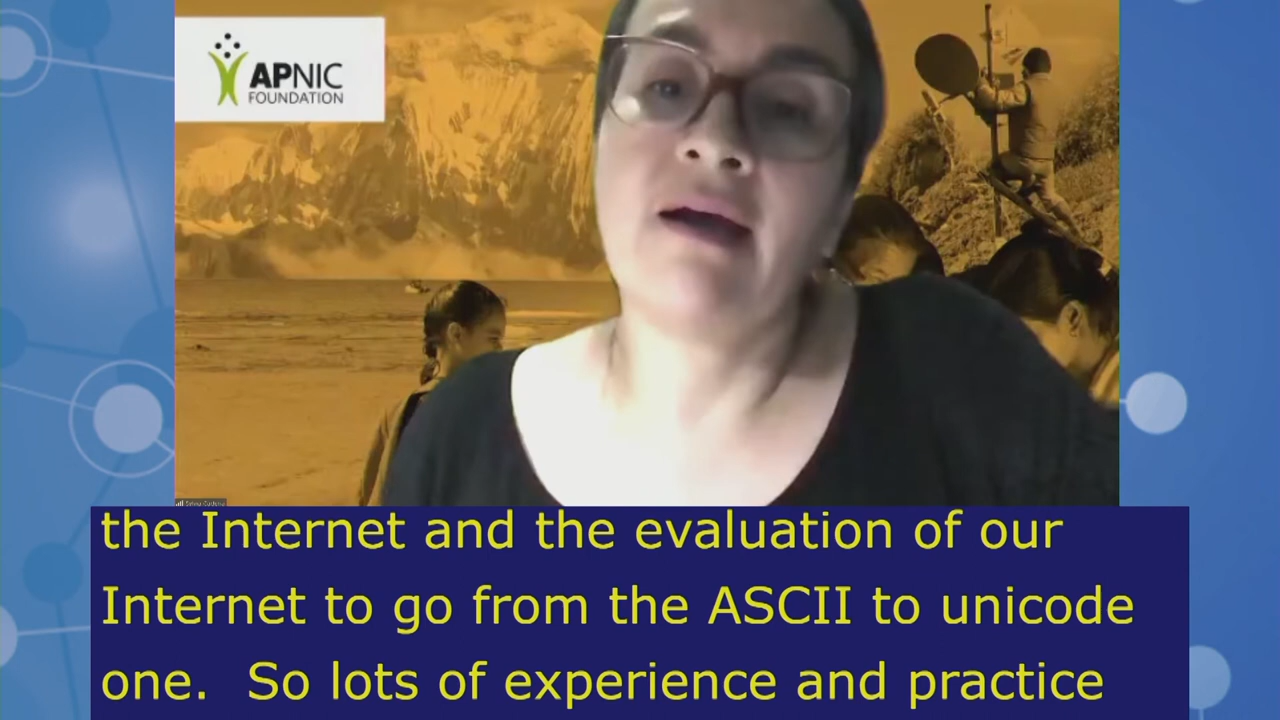 APNIC
FOUNDATION
the Internet and the evaluation of our
Internet to go from the ASCII to unicode
one.  So lots of experience and practice